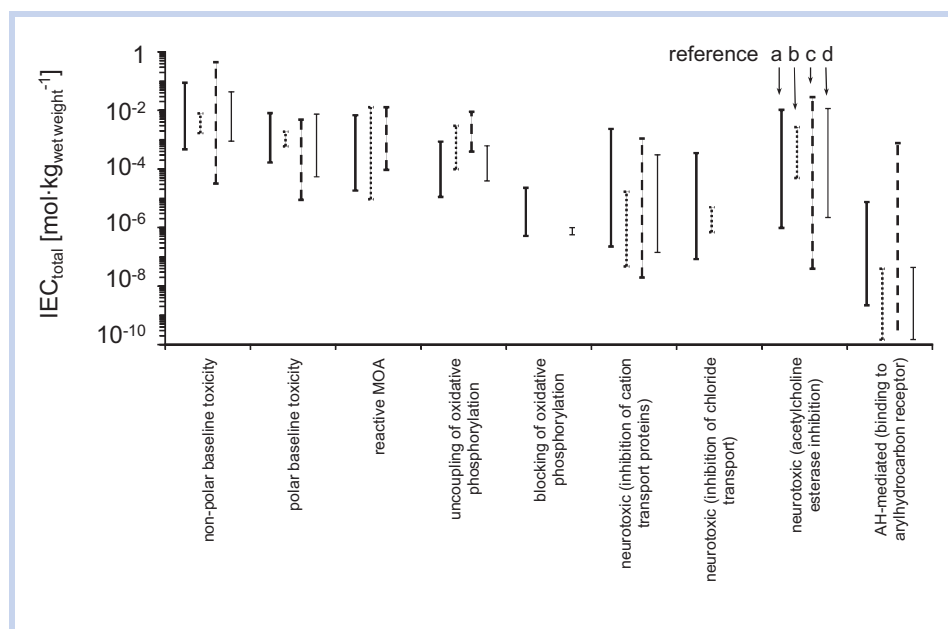 reference a b c d
1
10-2
10-4
10-6
10-8
10-10
IECtotal [mol·kgwet weight-1]
non-polar baseline toxicity
polar baseline toxicity
reactive MOA
uncoupling of oxidative
phosphorylation
blocking of oxidative
phosphorylation
neurotoxic (inhibition of cation
transport proteins)
neurotoxic (inhibition of chloride
transport)
neurotoxic (acetylcholine
esterase inhibition)
AH-mediated (binding to
arylhydrocarbon receptor)